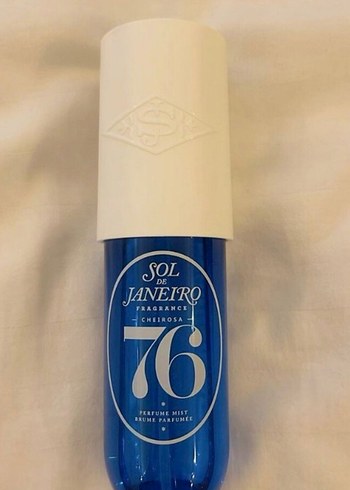 SOL
DE
JANEIRO
FRAGRANCE
CHEIROSA
76
PERFUME MIST
BRUME PARFUMÉE